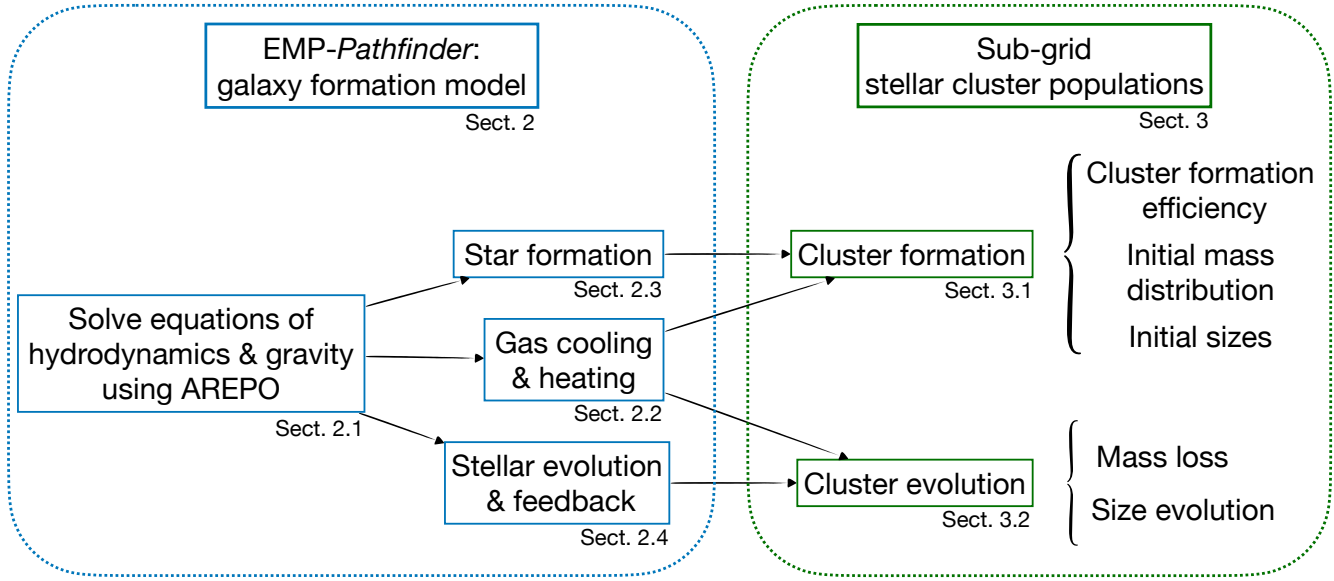 EMP-Pathfinder:
galaxy formation model
Sect. 2
Star formation
Sect. 2.3
Solve equations of
hydrodynamics & gravity
using AREPO
Sect. 2.1
Gas cooling
& heating
Sect. 2.2
Stellar evolution
& feedback
Sect. 2.4
Sub-grid
stellar cluster populations
Sect. 3
Cluster formation
Sect. 3.1
Cluster formation
efficiency
Initial mass
distribution
Initial sizes
Cluster evolution
Sect. 3.2
Mass loss
Size evolution